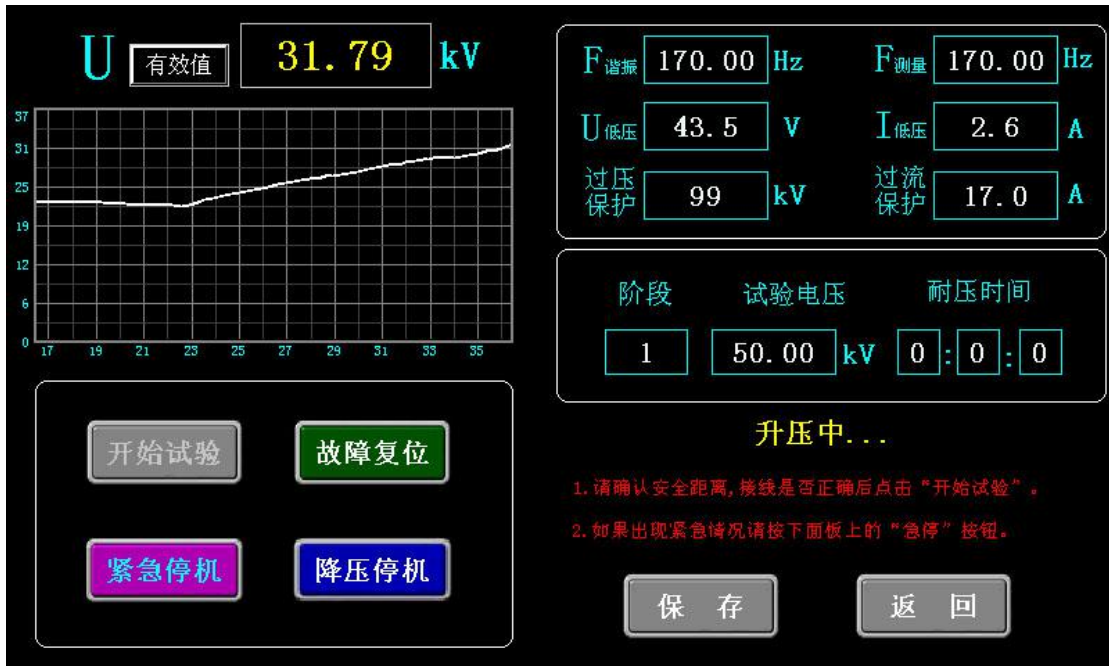 U 有效值 31.79 kV
37
31
25
19
12
6
0
17 19 21 23 25 27 29 31 33 35
F谐振 170.00 Hz F测量 170.00 Hz
U低压 43.5 V I低压 2.6 A
过压保护 99 kV 过流保护 17.0 A
阶段 试验电压 耐压时间
1 50.00 kV 0:0:0
开始试验 故障复位
紧急停机 降压停机
升压中...
1.请确认安全距离,接线是否正确后点击“开始试验”。
2.如果出现紧急情况请按下面板上的“急停”按钮。
保 存 返 回